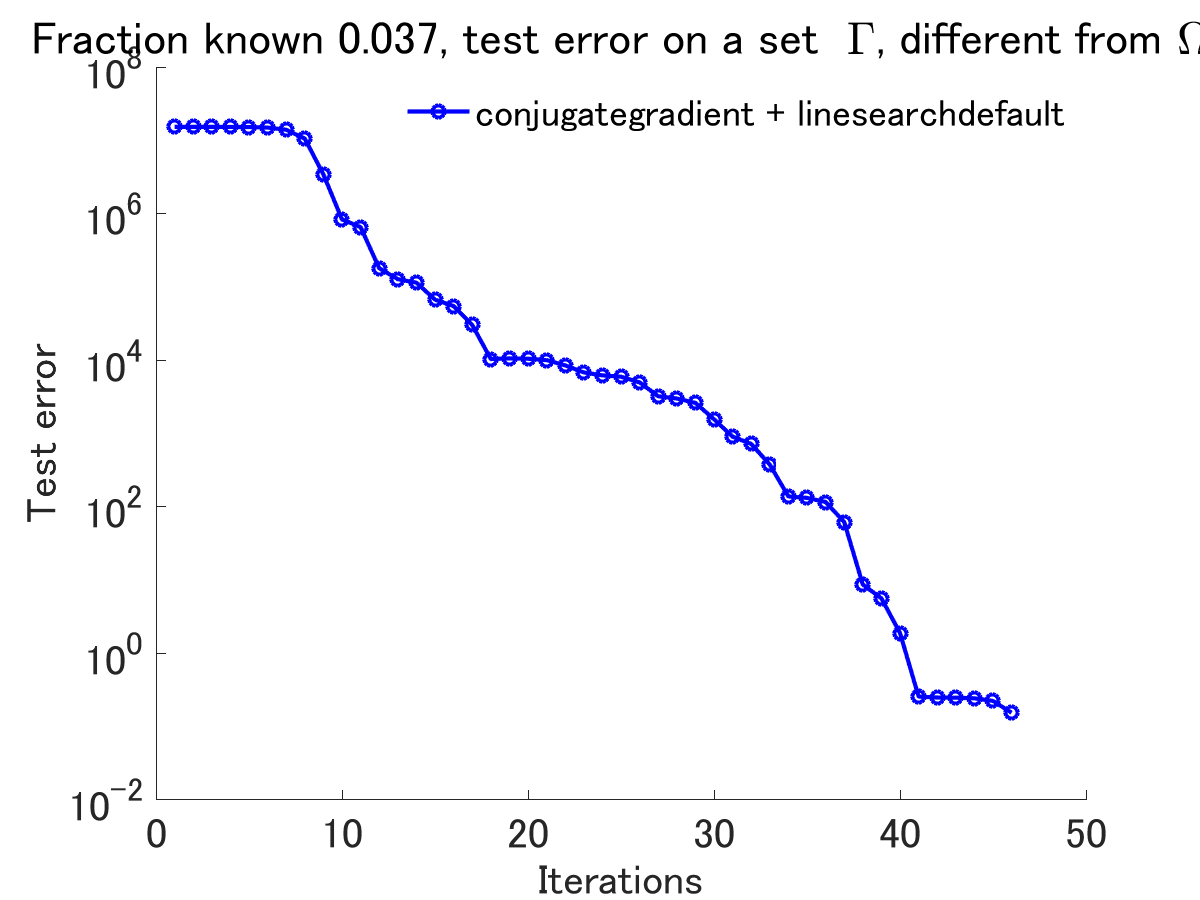 Fraction known 0.037, test error on a set Γ, different from Ω
10^8
conjugategradient + linesearchdefault
10^6
10^4
10^2
10^0
10^-2
Test error
0 10 20 30 40 50
Iterations